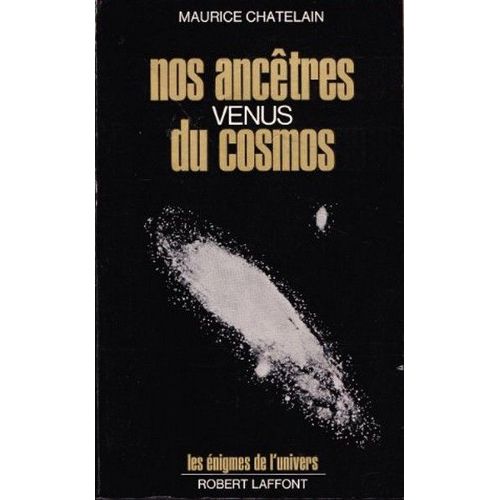 MAURICE CHATELAIN
nos ancêtres
VENUS
du cosmos
les énigmes de l'univers
ROBERT LAFFONT